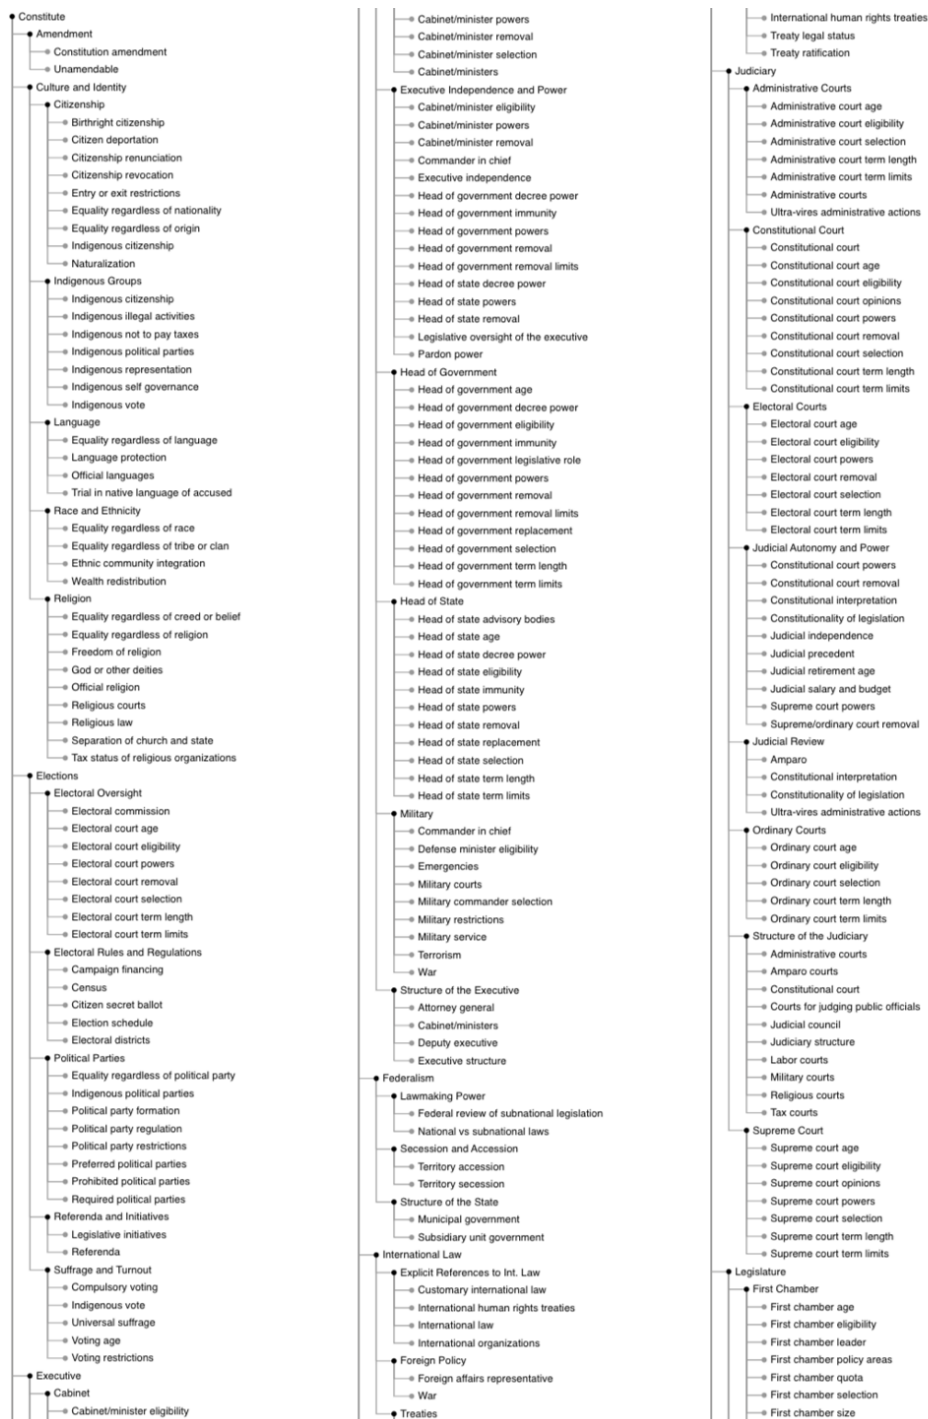 Constitute
Amendment
Constitution amendment
Unamendable
Culture and Identity
Citizenship
Birthright citizenship
Citizen deportation
Citizenship renunciation
Citizenship revocation
Entry or exit restrictions
Equality regardless of nationality
Equality regardless of origin
Indigenous citizenship
Naturalization
Indigenous Groups
Indigenous citizenship
Indigenous illegal activities
Indigenous not to pay taxes
Indigenous political parties
Indigenous representation
Indigenous self governance
Indigenous vote
Language
Equality regardless of language
Language protection
Official languages
Trial in native language of accused
Race and Ethnicity
Equality regardless of race
Equality regardless of tribe or clan
Ethnic community integration
Wealth redistribution
Religion
Equality regardless of creed or belief
Equality regardless of religion
Freedom of religion
God or other deities
Official religion
Religious courts
Religious law
Separation of church and state
Tax status of religious organizations
Elections
Electoral Oversight
Electoral commission
Electoral court age
Electoral court eligibility
Electoral court powers
Electoral court removal
Electoral court selection
Electoral court term length
Electoral court term limits
Electoral Rules and Regulations
Campaign financing
Census
Citizen secret ballot
Election schedule
Electoral districts
Political Parties
Equality regardless of political party
Indigenous political parties
Political party formation
Political party regulation
Political party restrictions
Preferred political parties
Prohibited political parties
Required political parties
Referenda and Initiatives
Legislative initiatives
Referenda
Suffrage and Turnout
Compulsory voting
Indigenous vote
Universal suffrage
Voting age
Voting restrictions
Executive
Cabinet
Cabinet/minister eligibility
Cabinet/minister powers
Cabinet/minister removal
Cabinet/minister selection
Cabinet/ministers
Executive Independence and Power
Cabinet/minister eligibility
Cabinet/minister powers
Cabinet/minister removal
Commander in chief
Executive independence
Head of government decree power
Head of government immunity
Head of government powers
Head of government removal
Head of government removal limits
Head of state decree power
Head of state powers
Head of state removal
Legislative oversight of the executive
Pardon power
Head of Government
Head of government age
Head of government decree power
Head of government eligibility
Head of government immunity
Head of government legislative role
Head of government powers
Head of government removal
Head of government removal limits
Head of government replacement
Head of government selection
Head of government term length
Head of government term limits
Head of State
Head of state advisory bodies
Head of state age
Head of state decree power
Head of state eligibility
Head of state immunity
Head of state powers
Head of state removal
Head of state replacement
Head of state selection
Head of state term length
Head of state term limits
Military
Commander in chief
Defense minister eligibility
Emergencies
Military courts
Military commander selection
Military restrictions
Military service
Terrorism
War
Structure of the Executive
Attorney general
Cabinet/ministers
Deputy executive
Executive structure
Federalism
Lawmaking Power
Federal review of subnational legislation
National vs subnational laws
Secession and Accession
Territory accession
Territory secession
Structure of the State
Municipal government
Subsidiary unit government
International Law
Explicit References to Int. Law
Customary international law
International human rights treaties
International law
International organizations
Foreign Policy
Foreign affairs representative
War
Treaties
International human rights treaties
Treaty legal status
Treaty ratification
Judiciary
Administrative Courts
Administrative court age
Administrative court eligibility
Administrative court selection
Administrative court term length
Administrative court term limits
Administrative courts
Ultra-vires administrative actions
Constitutional Court
Constitutional court
Constitutional court age
Constitutional court eligibility
Constitutional court opinions
Constitutional court powers
Constitutional court removal
Constitutional court selection
Constitutional court term length
Constitutional court term limits
Electoral Courts
Electoral court age
Electoral court eligibility
Electoral court powers
Electoral court removal
Electoral court selection
Electoral court term length
Electoral court term limits
Judicial Autonomy and Power
Constitutional court powers
Constitutional court removal
Constitutional interpretation
Constitutionality of legislation
Judicial independence
Judicial precedent
Judicial retirement age
Judicial salary and budget
Supreme court powers
Supreme/ordinary court removal
Judicial Review
Amparo
Constitutional interpretation
Constitutionality of legislation
Ultra-vires administrative actions
Ordinary Courts
Ordinary court age
Ordinary court eligibility
Ordinary court selection
Ordinary court term length
Ordinary court term limits
Structure of the Judiciary
Administrative courts
Amparo courts
Constitutional court
Courts for judging public officials
Judicial council
Judiciary structure
Labor courts
Military courts
Religious courts
Tax courts
Supreme Court
Supreme court age
Supreme court eligibility
Supreme court opinions
Supreme court powers
Supreme court selection
Supreme court term length
Supreme court term limits
Legislature
First Chamber
First chamber age
First chamber eligibility
First chamber leader
First chamber policy areas
First chamber quota
First chamber selection
First chamber size